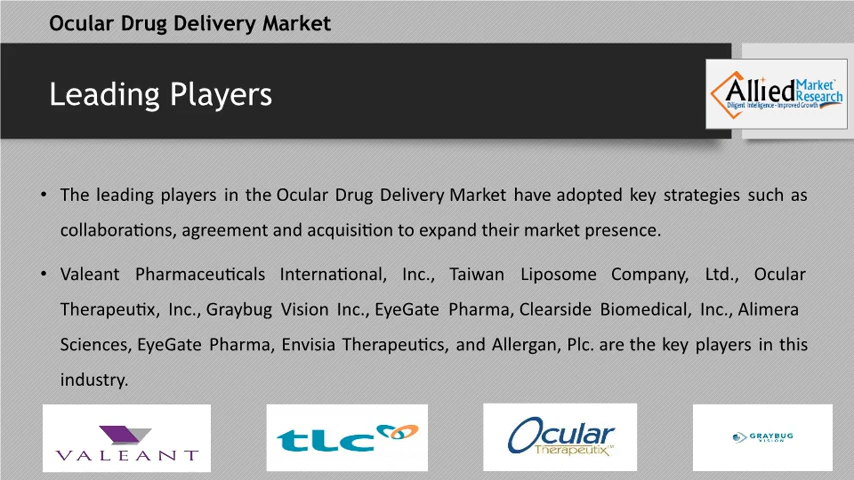 Ocular Drug Delivery Market
Leading Players
Allied Market Research™
Diligent Intelligence - Improved Growth
• The leading players in the Ocular Drug Delivery Market have adopted key strategies such as
collaborations, agreement and acquisition to expand their market presence.
• Valeant Pharmaceuticals International, Inc., Taiwan Liposome Company, Ltd., Ocular
Therapeutix, Inc., Graybug Vision Inc., EyeGate Pharma, Clearside Biomedical, Inc., Alimera
Sciences, EyeGate Pharma, Envisia Therapeutics, and Allergan, Plc. are the key players in this
industry.
VALEANT
tlc
Ocular
Therapeutix™
GRAYBUG
VISION